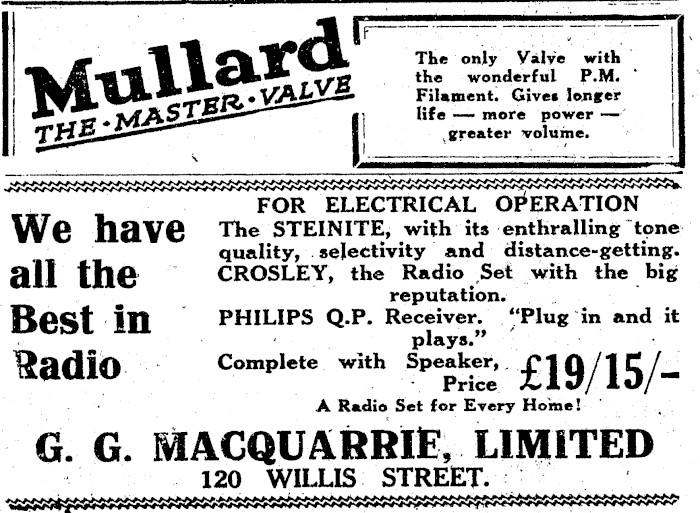 Mullard
THE · MASTER · VALVE
The only Valve with
the wonderful P.M.
Filament. Gives longer
life — more power —
greater volume.
We have
all the
Best in
Radio
FOR ELECTRICAL OPERATION
The STEINITE, with its enthralling tone
quality, selectivity and distance-getting.
CROSLEY, the Radio Set with the big
reputation.
PHILIPS Q.P. Receiver. "Plug in and it
plays."
Complete with Speaker,
Price £19/15/-
A Radio Set for Every Home!
G. G. MACQUARRIE, LIMITED
120 WILLIS STREET.